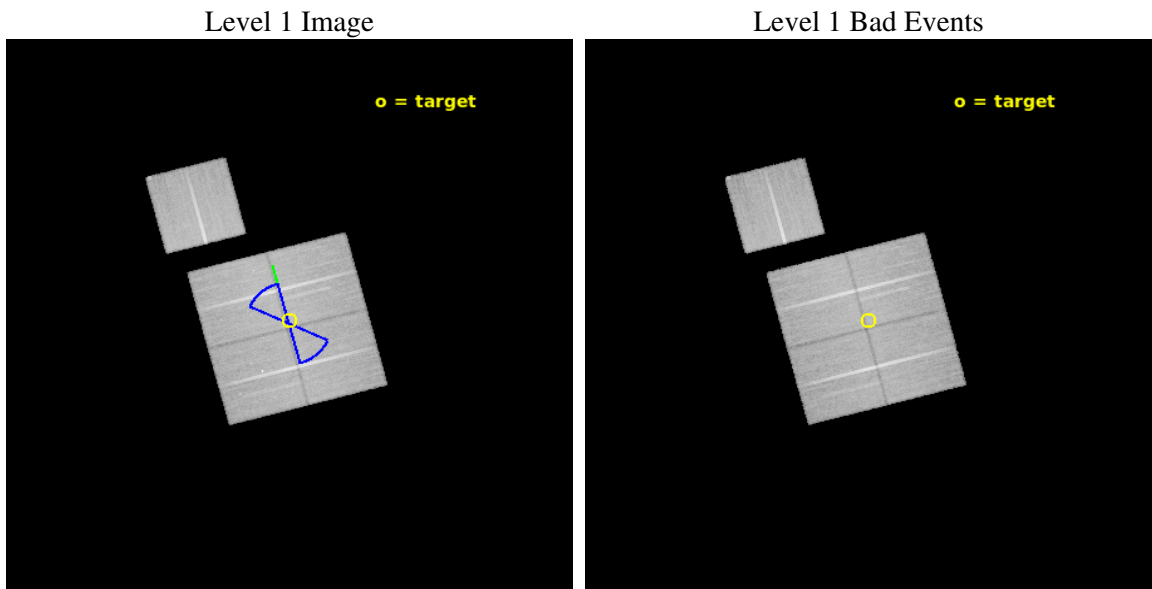 Level 1 Image
Level 1 Bad Events
o = target
o = target